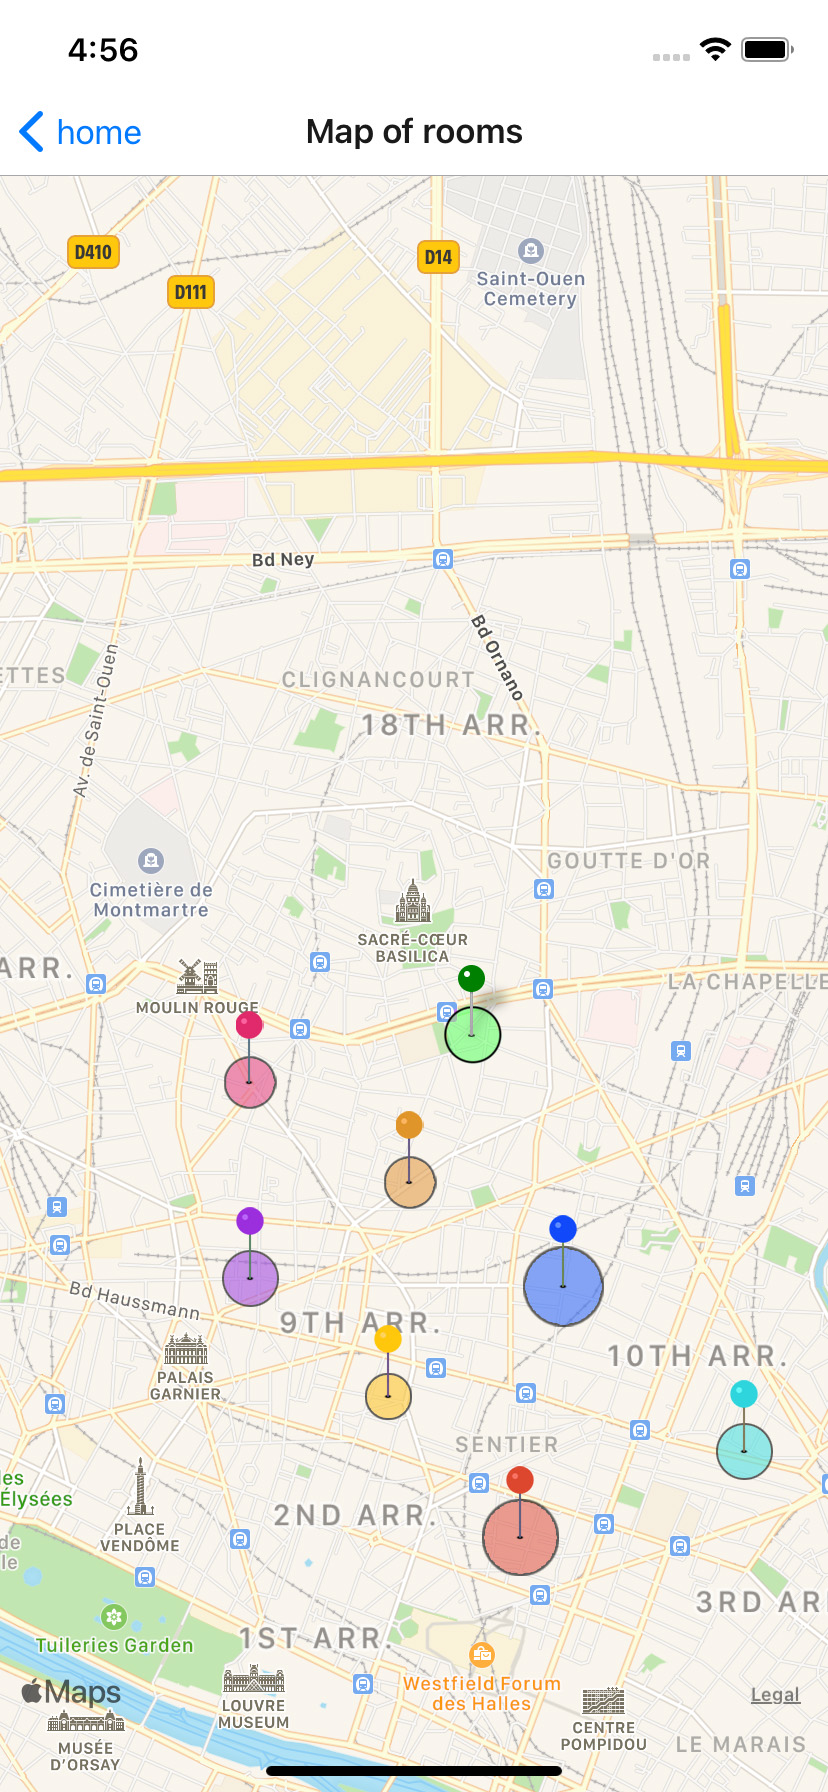 4:56
home
Map of rooms
D410
D14
D111
Saint-Ouen
Cemetery
Bd Ney
Bd Ornano
ETTES
CLIGNANCOURT
Av. de Saint-Ouen
18TH ARR.
GOUTTE D'OR
Cimetière de
Montmartre
SACRÉ-CŒUR
BASILICA
ARR.
LA CHAPELLE
MOULIN ROUGE
Bd Haussmann
9TH ARR.
10TH ARR.
PALAIS
GARNIER
SENTIER
es
Élysées
2ND ARR.
PLACE
VENDÔME
de
le
3RD AR
Tuileries Garden
1ST ARR.
Westfield Forum
des Halles
Maps
Legal
LOUVRE
MUSEUM
CENTRE
POMPIDOU
MUSÉE
D'ORSAY
LE MARAIS